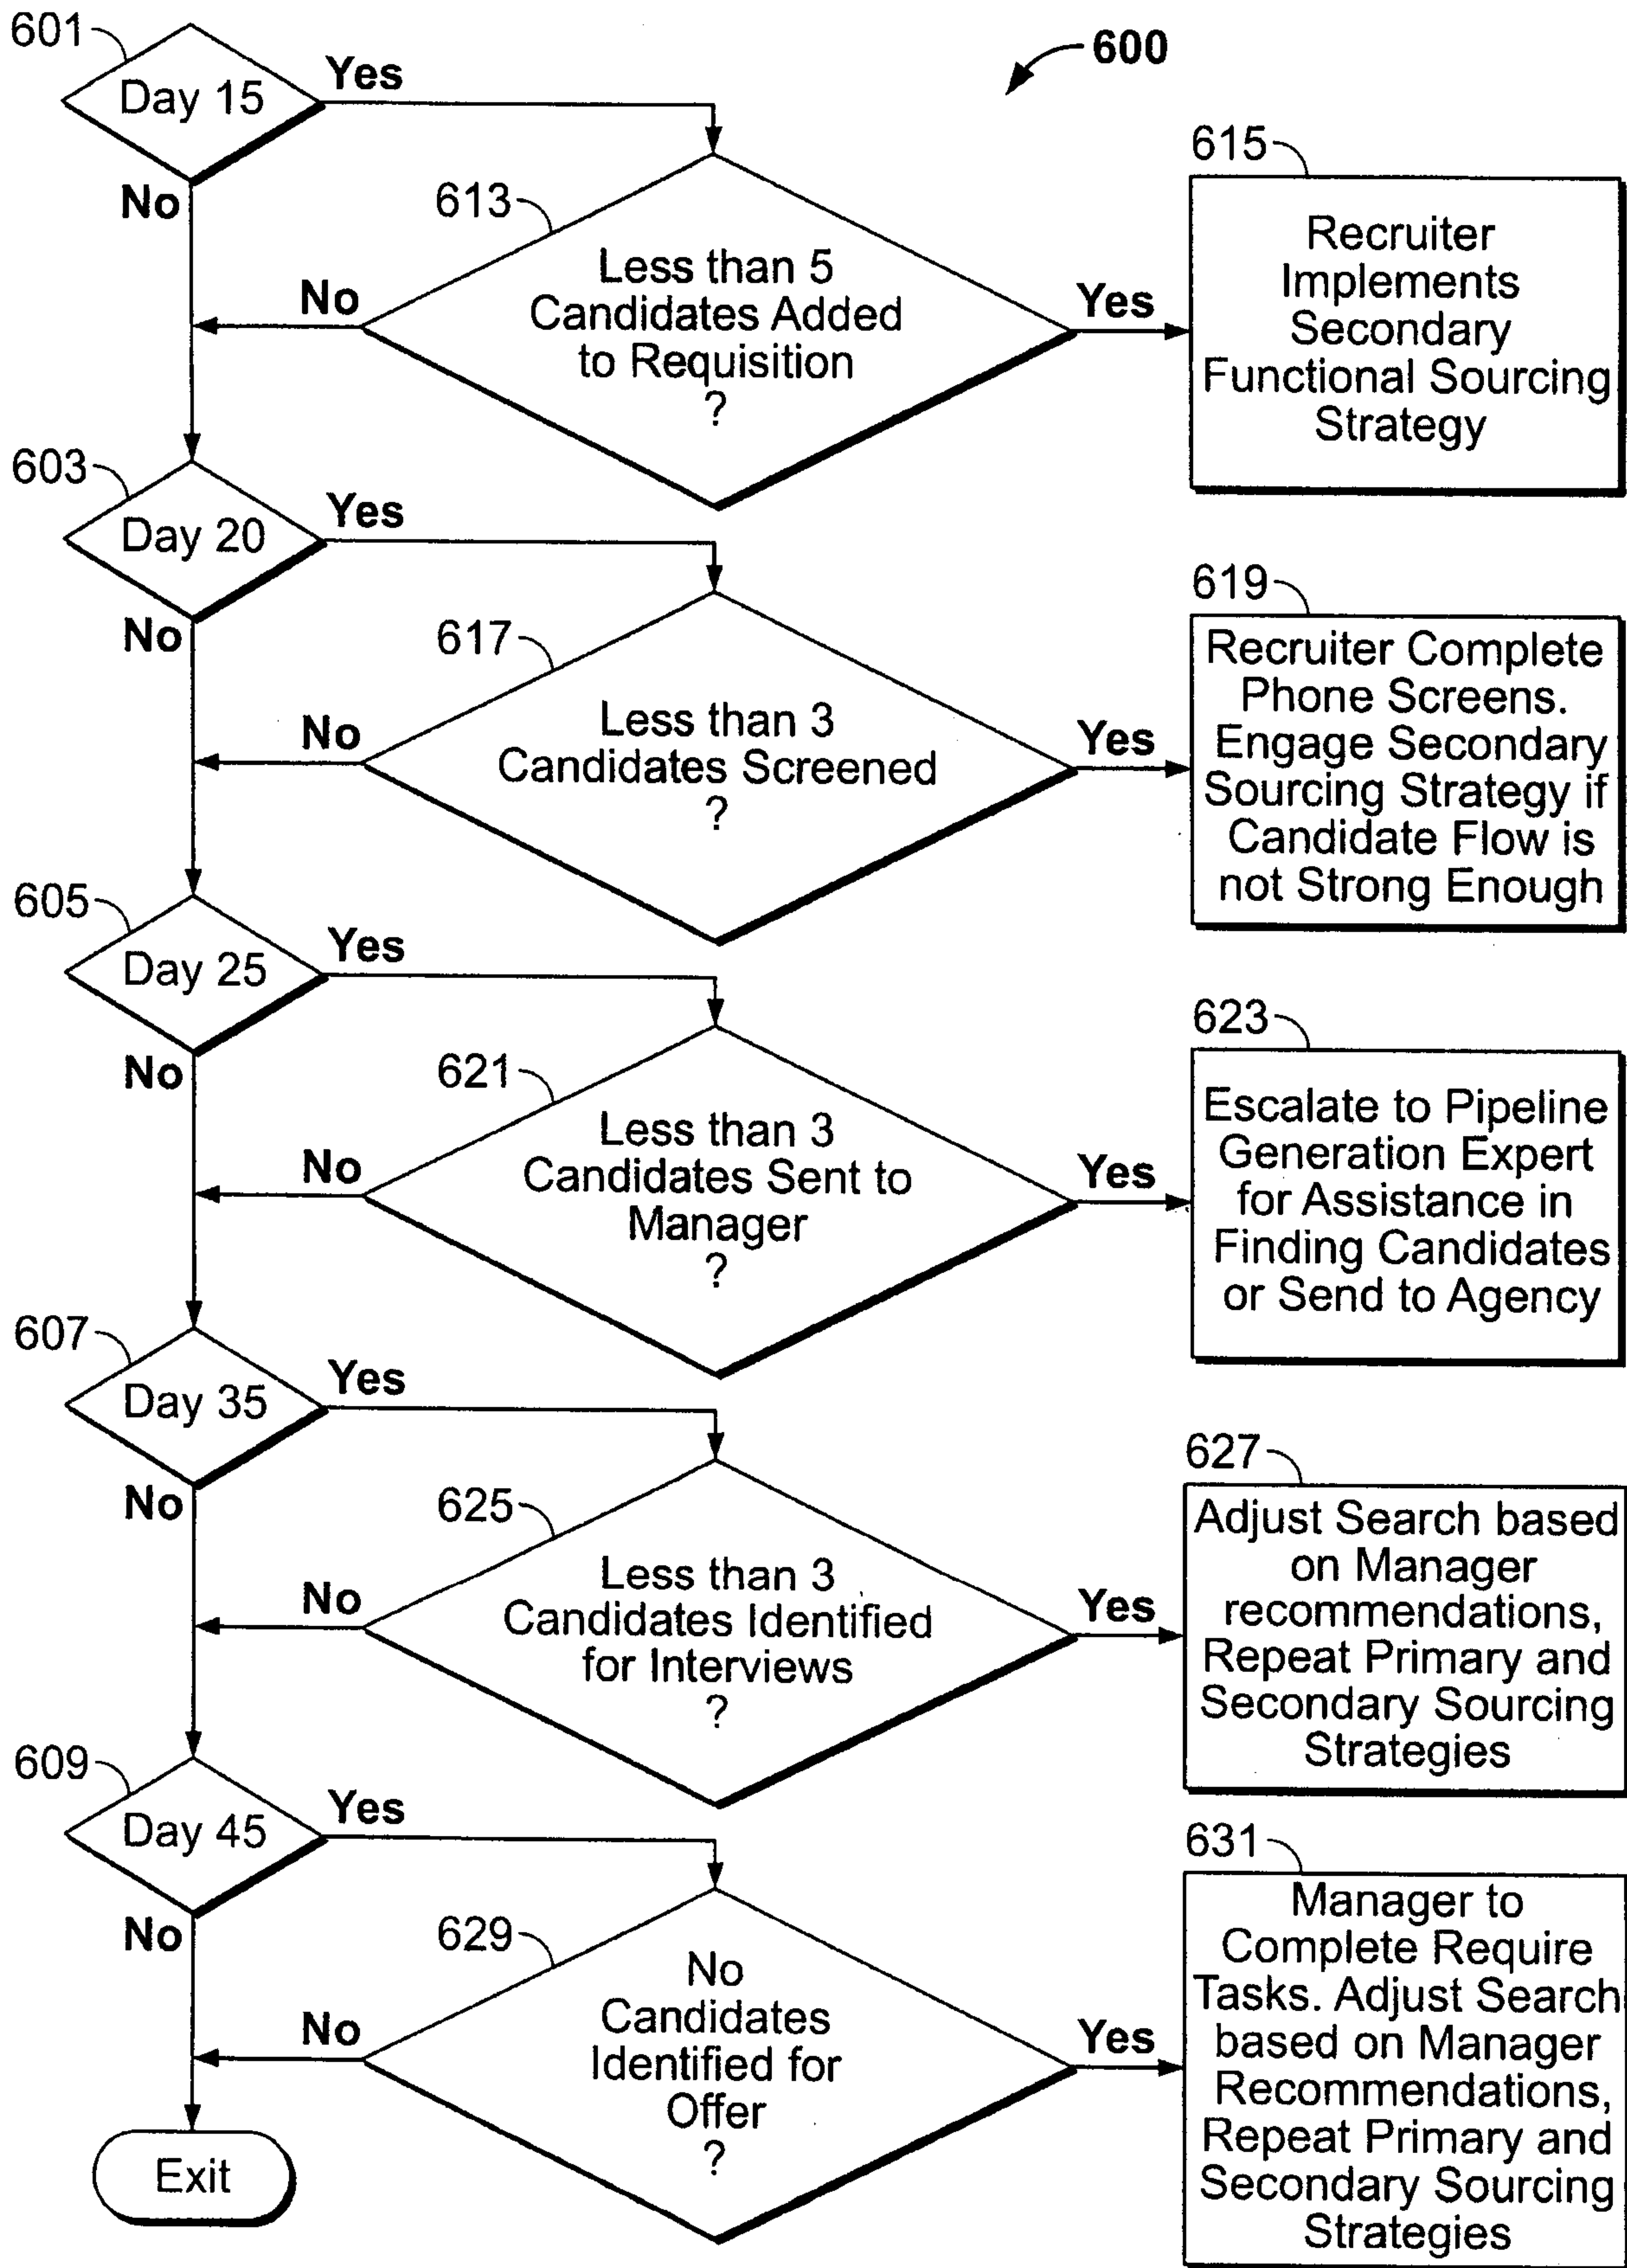 601
Day 15
Yes
No
600
613
Less than 5
Candidates Added
to Requisition
?
No
Yes
615
Recruiter
Implements
Secondary
Functional Sourcing
Strategy
603
Day 20
Yes
No
617
Less than 3
Candidates Screened
?
No
Yes
619
Recruiter Complete
Phone Screens.
Engage Secondary
Sourcing Strategy if
Candidate Flow is
not Strong Enough
605
Day 25
Yes
No
621
Less than 3
Candidates Sent to
Manager
?
No
Yes
623
Escalate to Pipeline
Generation Expert
for Assistance in
Finding Candidates
or Send to Agency
607
Day 35
Yes
No
625
Less than 3
Candidates Identified
for Interviews
?
No
Yes
627
Adjust Search based
on Manager
recommendations,
Repeat Primary and
Secondary Sourcing
Strategies
609
Day 45
Yes
No
629
No
Candidates
Identified for
Offer
?
No
Yes
631
Manager to
Complete Require
Tasks. Adjust Search
based on Manager
Recommendations,
Repeat Primary and
Secondary Sourcing
Strategies
Exit